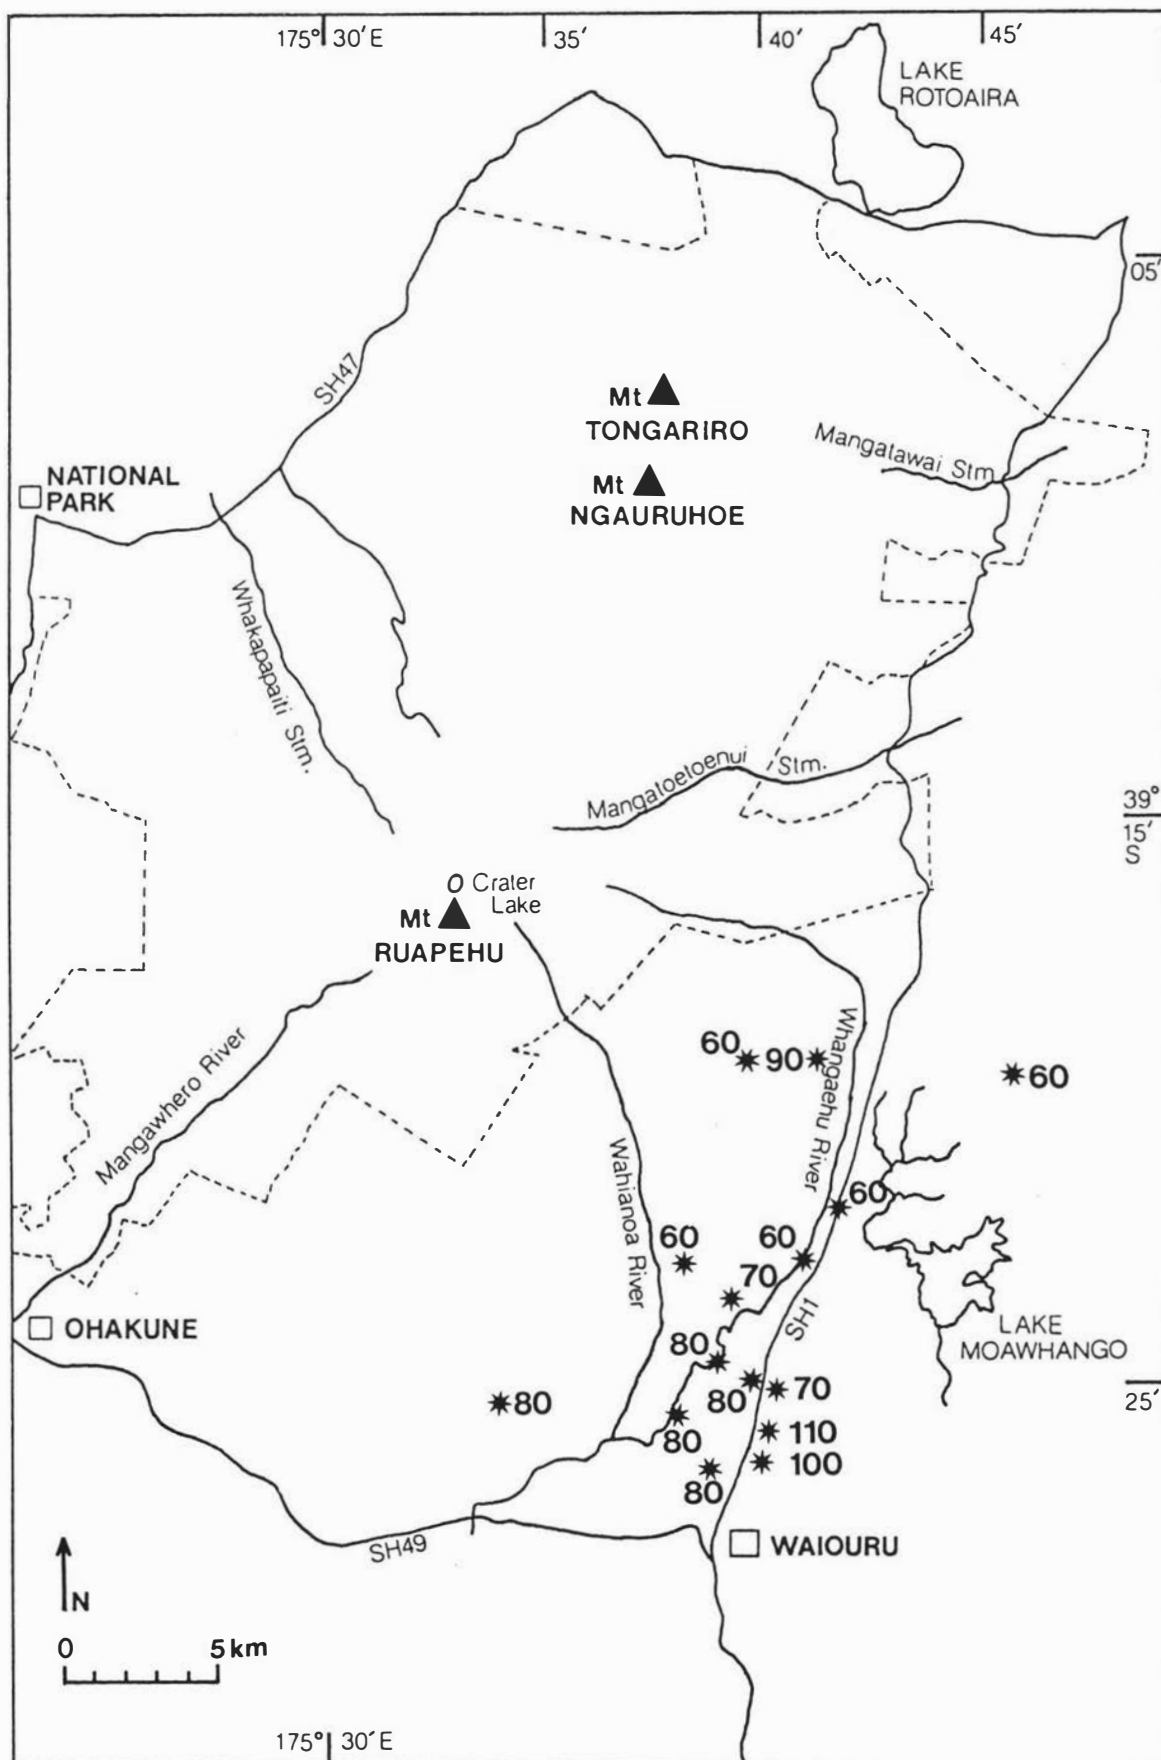 175° 30′ E
35′
40′
45′
LAKE
ROTOAIRA
05′
SH47
Mt
TONGARIRO
Mangatawai Stm.
NATIONAL
PARK
Mt
NGAURUHOE
Whakapapaiti Stm.
Mangatoetoenui Stm.
39°
15′
S
O Crater
Lake
Mt
RUAPEHU
Mangawhero River
Whangaehu River
60
90
60
Wahianoa River
60
60
60
70
SH1
OHAKUNE
80
LAKE
MOAWHANGO
80
80
70
25′
80
110
100
80
WAIOURU
SH49
N
0
5 km
175° 30′ E